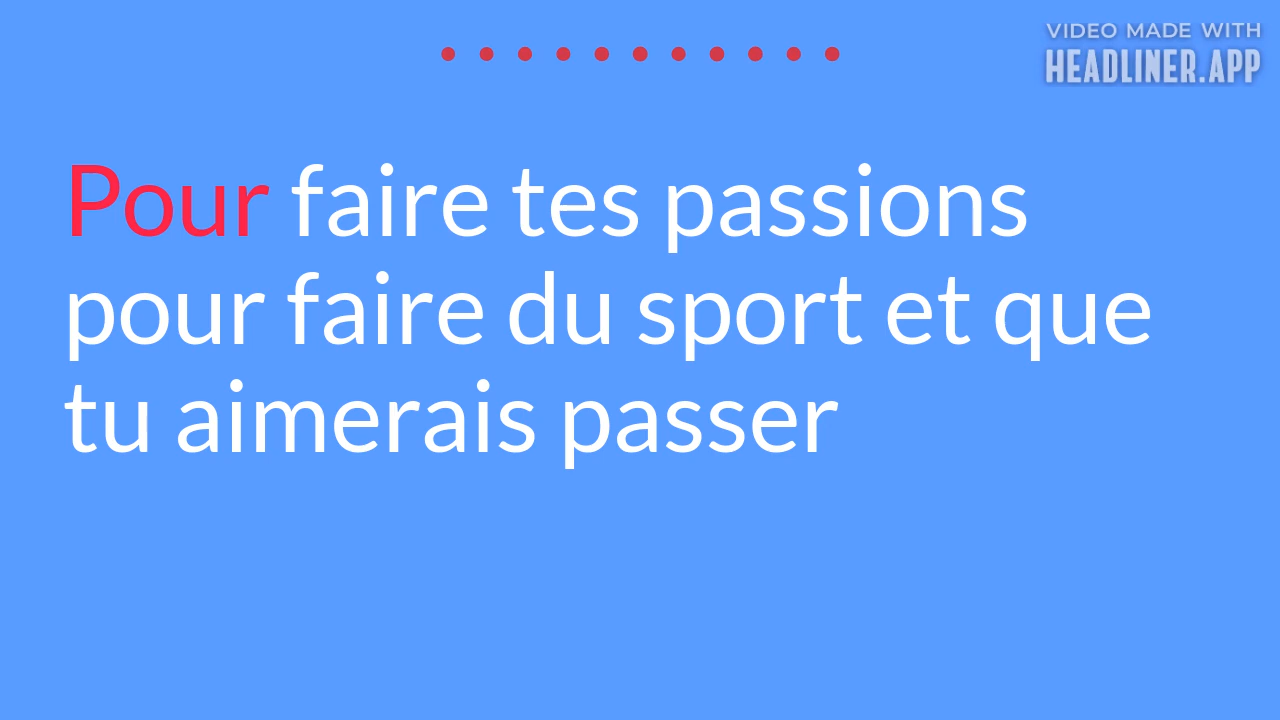 VIDEO MADE WITH
HEADLINER.APP
Pour faire tes passions
pour faire du sport et que
tu aimerais passer